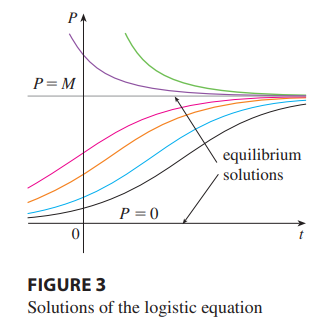 P
P = M
equilibrium
solutions
P = 0
0
t
FIGURE 3
Solutions of the logistic equation